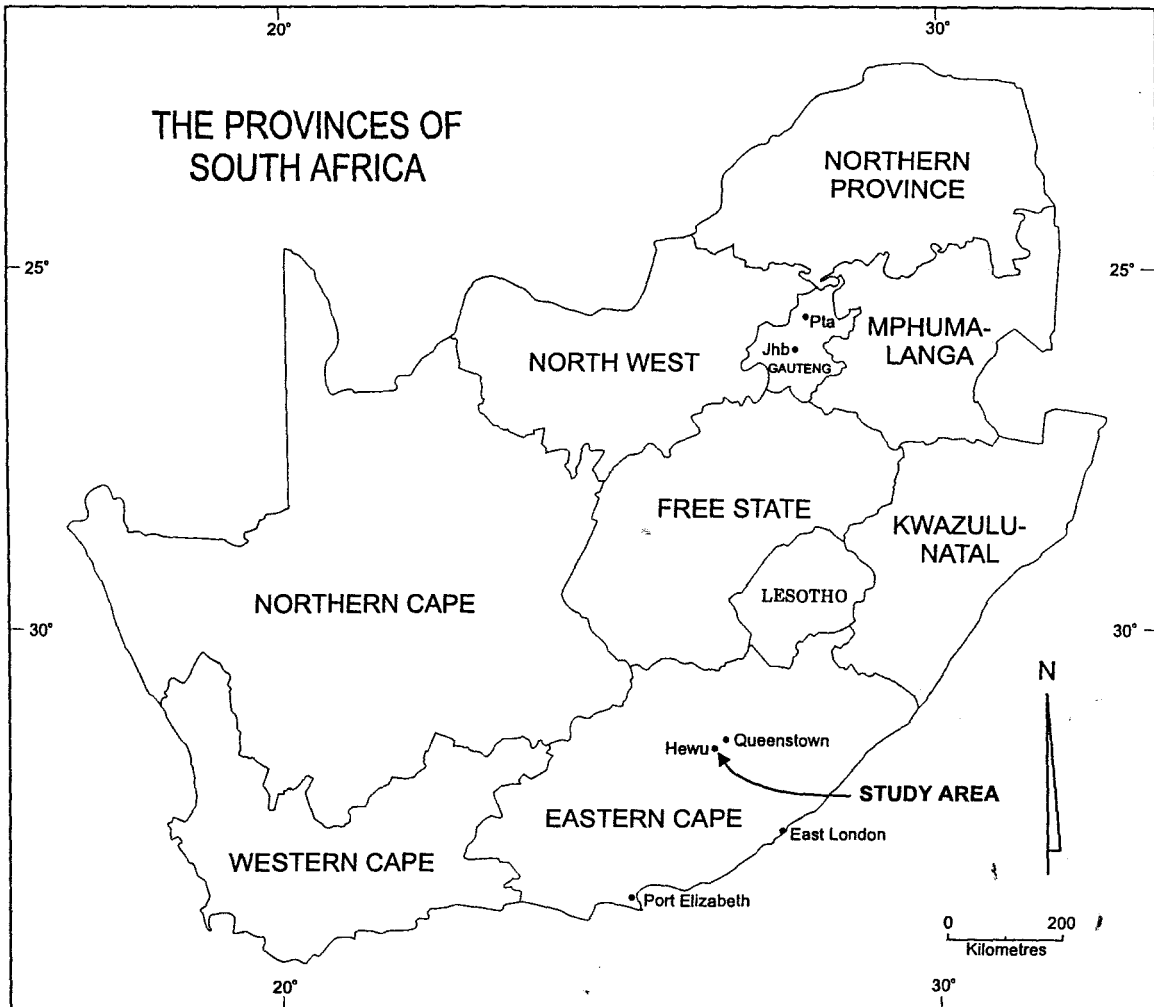 20°
30°
THE PROVINCES OF
SOUTH AFRICA
NORTHERN
PROVINCE
25°
25°
Pta
MPHUMA-
LANGA
Jhb
GAUTENG
NORTH WEST
FREE STATE
KWAZULU-
NATAL
LESOTHO
NORTHERN CAPE
30°
30°
N
Queenstown
Hewu
STUDY AREA
EASTERN CAPE
East London
WESTERN CAPE
Port Elizabeth
0 200
Kilometres
20°
30°